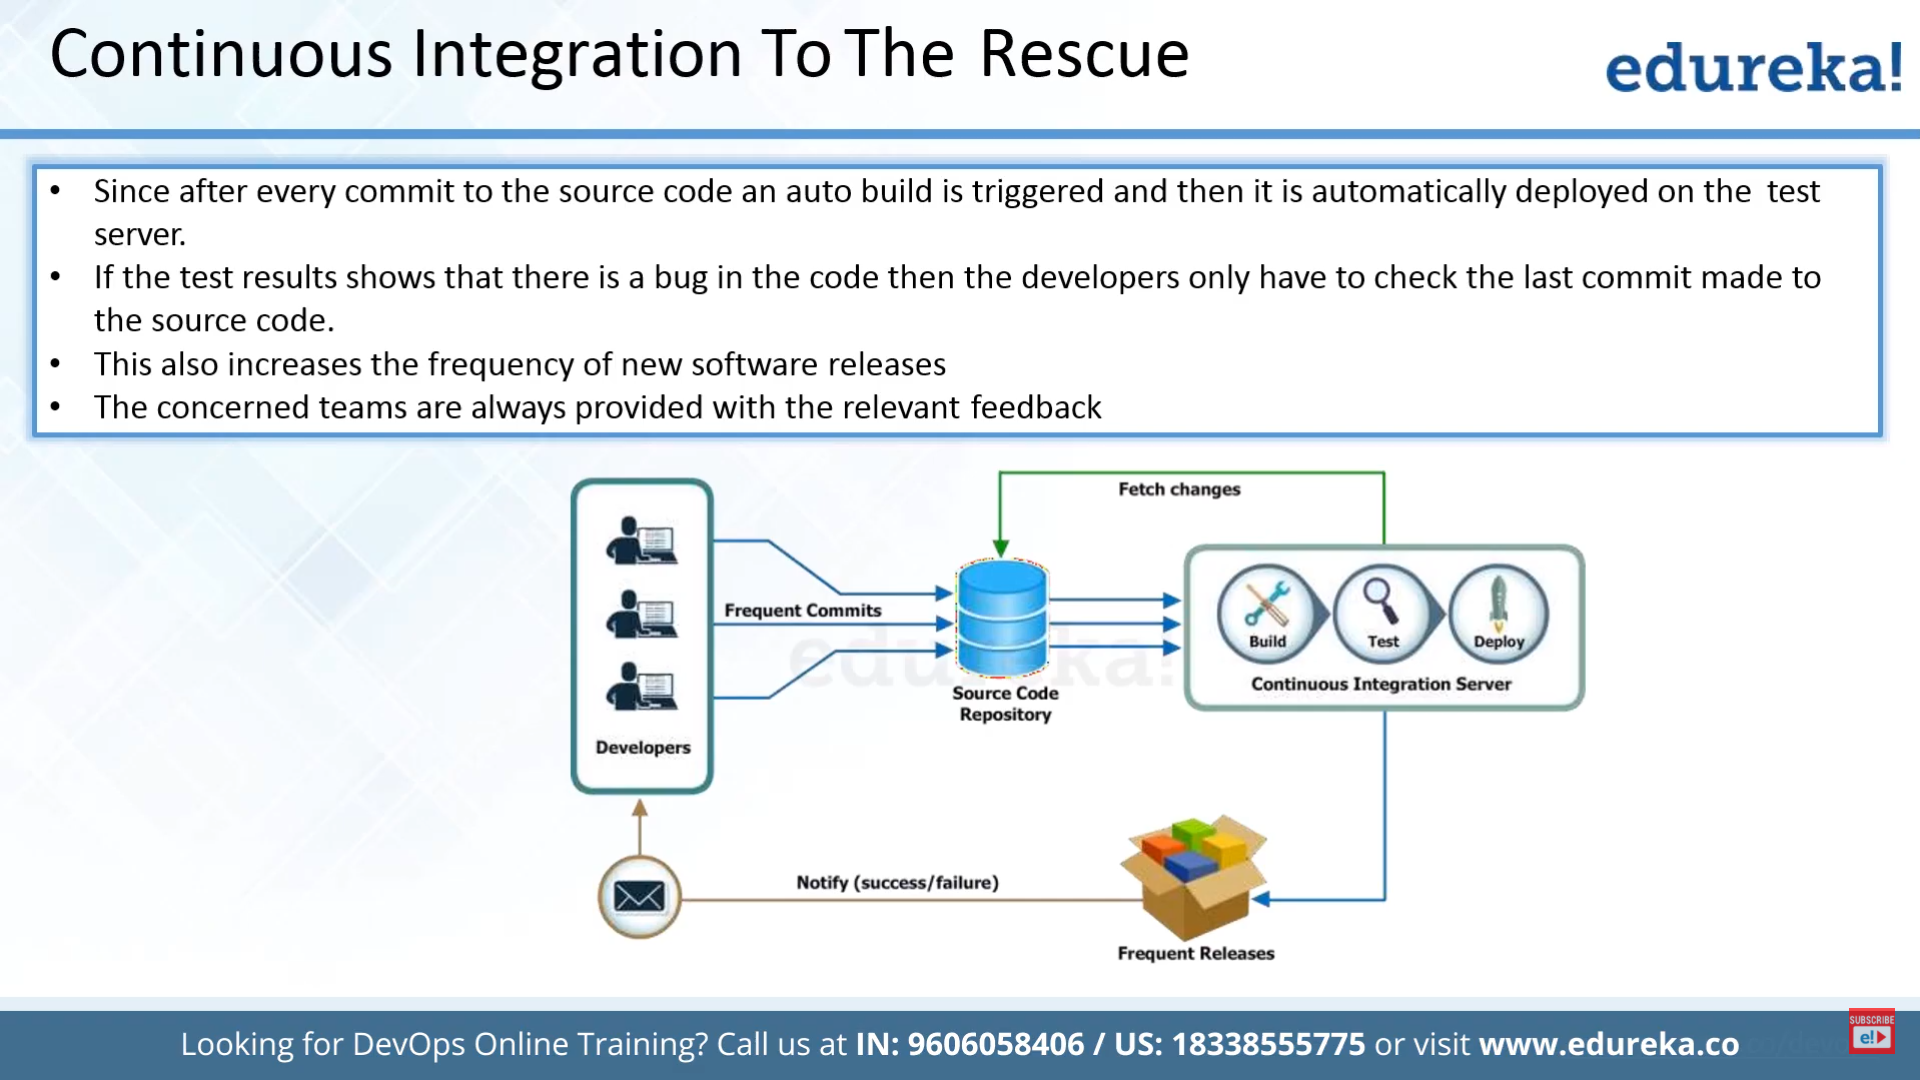 Continuous Integration To The Rescue
edureka!
• Since after every commit to the source code an auto build is triggered and then it is automatically deployed on the test
server.
• If the test results shows that there is a bug in the code then the developers only have to check the last commit made to
the source code.
• This also increases the frequency of new software releases
• The concerned teams are always provided with the relevant feedback
Fetch changes
Frequent Commits
edureka!
Build
Test
Deploy
Continuous Integration Server
Source Code
Repository
Developers
Notify (success/failure)
Frequent Releases
Looking for DevOps Online Training? Call us at IN: 9606058406 / US: 18338555775 or visit www.edureka.co
SUBSCRIBE
e!